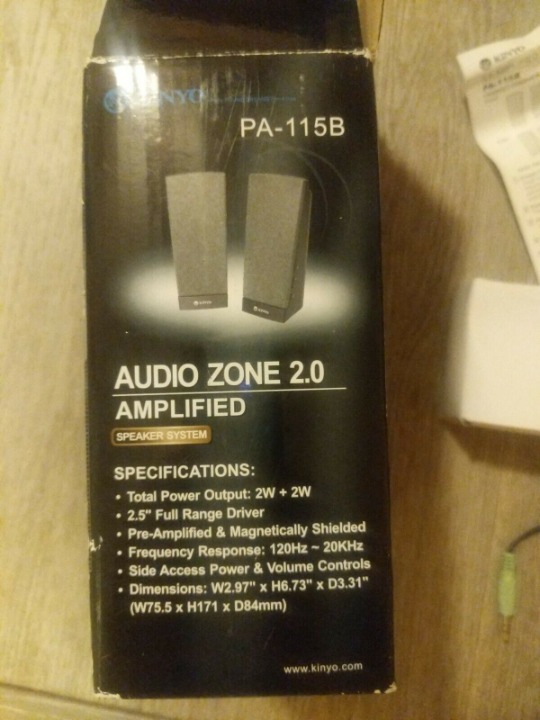 KINYO
PA-115B
KINYO
KINYO
AUDIO ZONE 2.0
AMPLIFIED
SPEAKER SYSTEM
SPECIFICATIONS:
• Total Power Output: 2W + 2W
• 2.5" Full Range Driver
• Pre-Amplified & Magnetically Shielded
• Frequency Response: 120Hz ~ 20KHz
• Side Access Power & Volume Controls
• Dimensions: W2.97" x H6.73" x D3.31"
(W75.5 x H171 x D84mm)
www.kinyo.com
KINYO
PA-115B